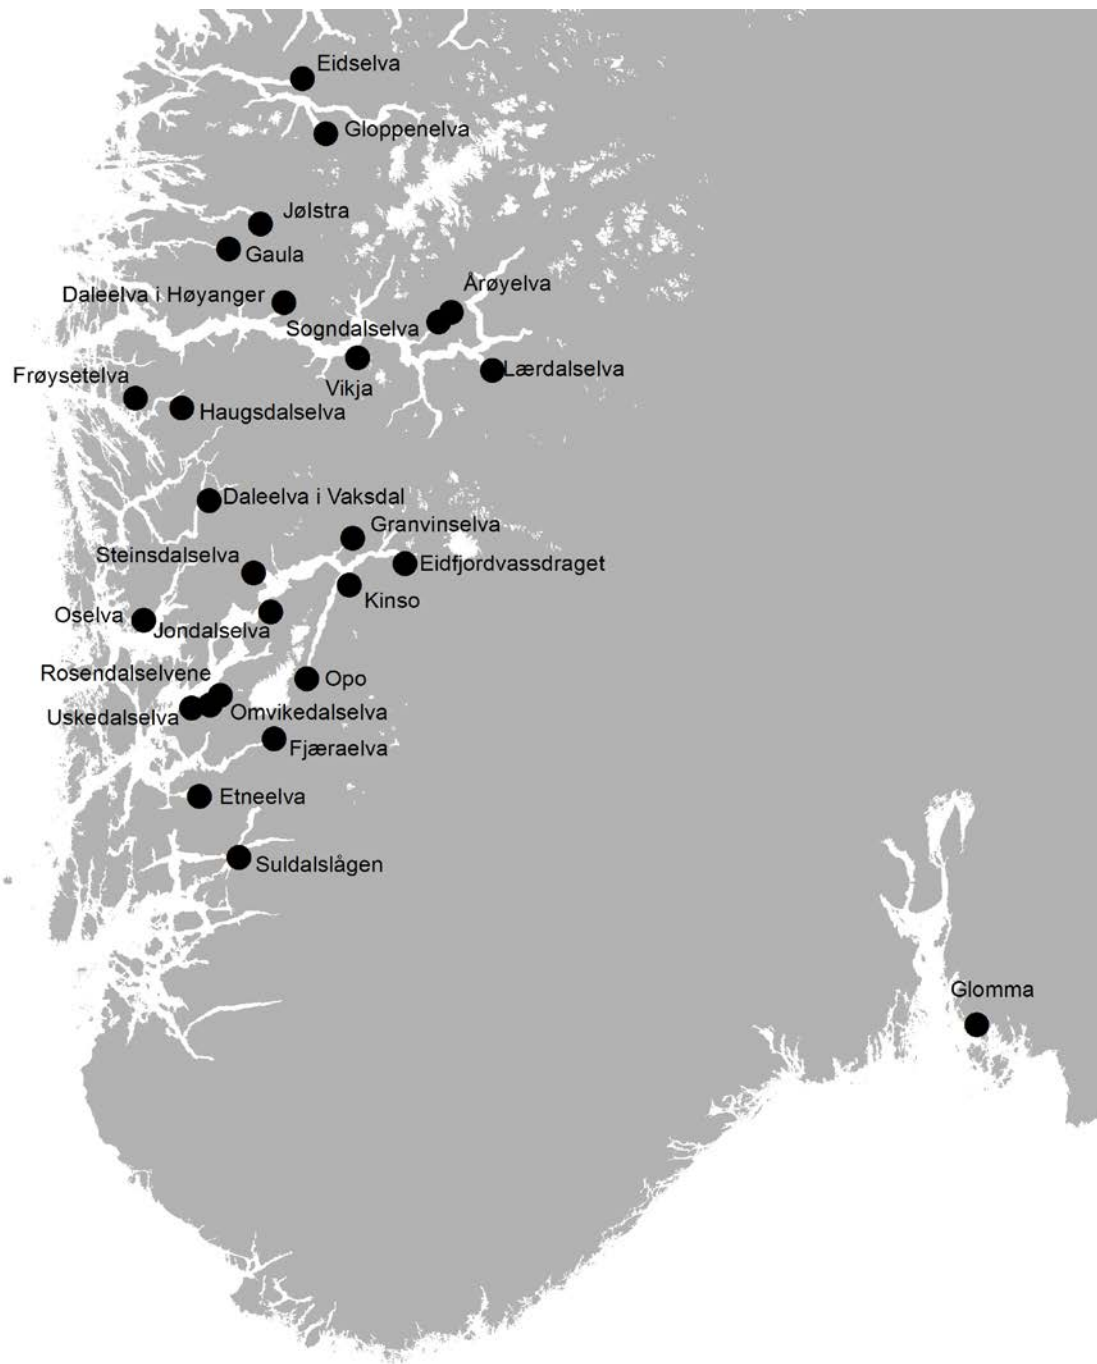 Eidselva
Gloppenelva
Jølstra
Gaula
Årøyelva
Daleelva i Høyanger
Sogndalselva
Lærdalselva
Frøysetelva
Vikja
Haugsdalselva
Daleelva i Vaksdal
Granvinselva
Steinsdalselva
Eidfjordvassdraget
Kinso
Oselva
Jondalselva
Rosendalselvene
Opo
Uskedalselva
Omvikedalselva
Fjæraelva
Etneelva
Suldalslågen
Glomma